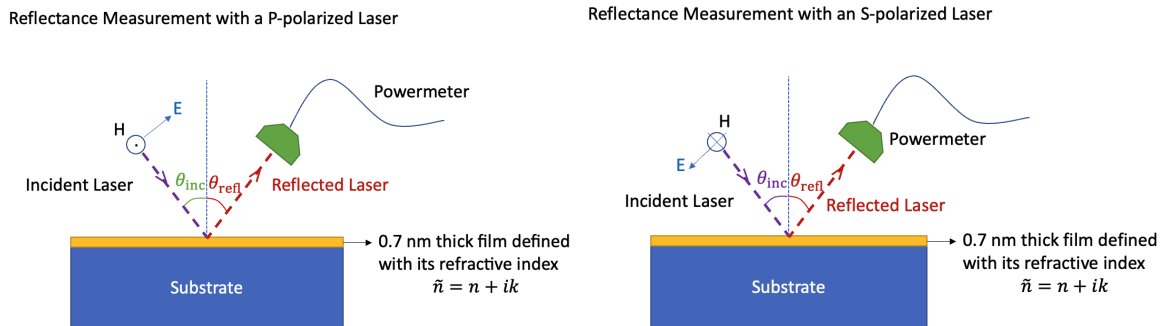 Reflectance Measurement with a P-polarized Laser
Powermeter
E
H
θinc θrefl
Incident Laser
Reflected Laser
0.7 nm thick film defined
with its refractive index
ñ = n + ik
Substrate
Reflectance Measurement with an S-polarized Laser
H
Powermeter
E
θinc θrefl
Incident Laser
Reflected Laser
0.7 nm thick film defined
with its refractive index
ñ = n + ik
Substrate